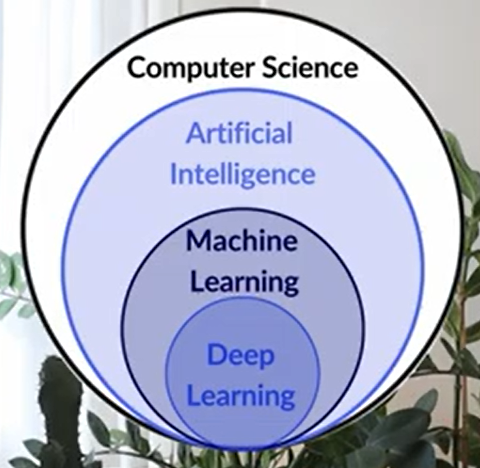 Computer Science
Artificial
Intelligence
Machine
Learning
Deep
Learning